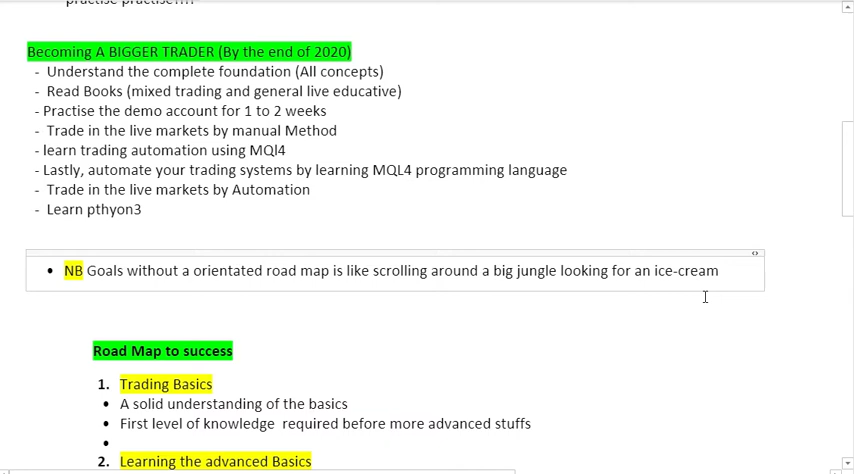 practise practise!!!!
Becoming A BIGGER TRADER (By the end of 2020)
- Understand the complete foundation (All concepts)
- Read Books (mixed trading and general live educative)
- Practise the demo account for 1 to 2 weeks
- Trade in the live markets by manual Method
- learn trading automation using MQl4
- Lastly, automate your trading systems by learning MQL4 programming language
- Trade in the live markets by Automation
- Learn pthyon3
• NB Goals without a orientated road map is like scrolling around a big jungle looking for an ice-cream
Road Map to success
1. Trading Basics
• A solid understanding of the basics
• First level of knowledge required before more advanced stuffs
•
2. Learning the advanced Basics